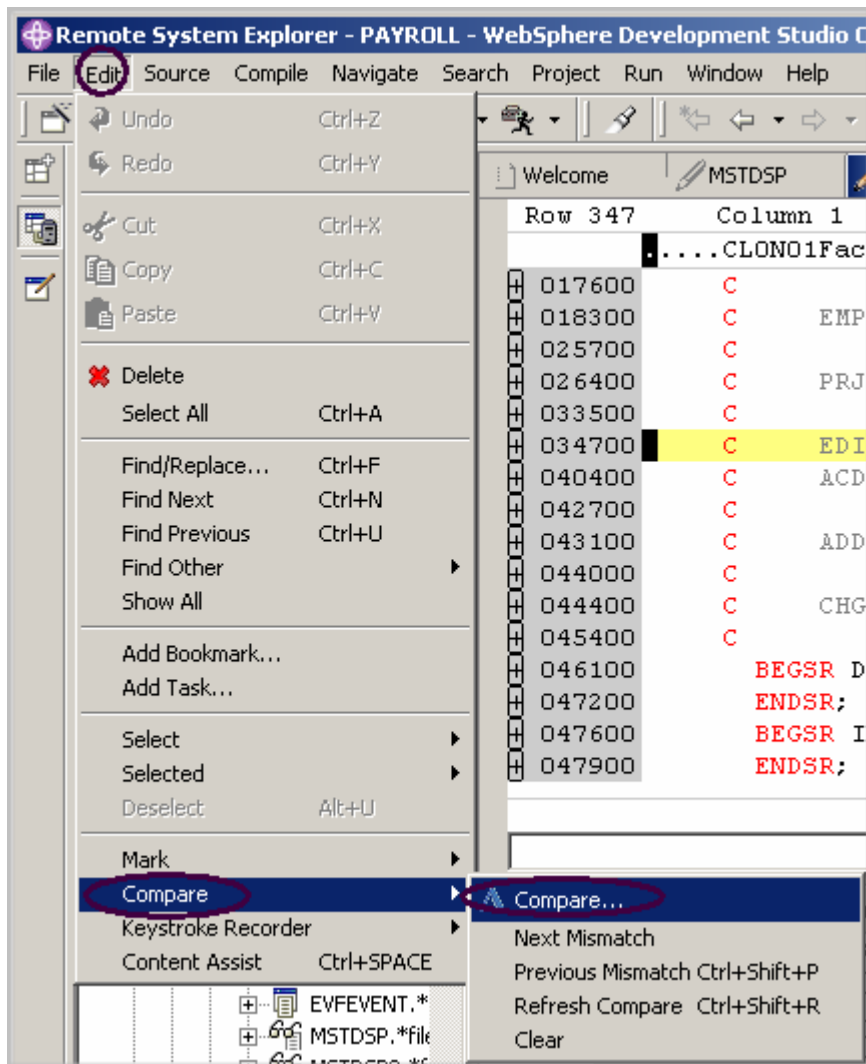 Remote System Explorer - PAYROLL - WebSphere Development Studio C
File Edit Source Compile Navigate Search Project Run Window Help
Undo Ctrl+Z
Redo Ctrl+Y
Cut Ctrl+X
Copy Ctrl+C
Paste Ctrl+V
Delete
Select All Ctrl+A
Find/Replace... Ctrl+F
Find Next Ctrl+N
Find Previous Ctrl+U
Find Other
Show All
Add Bookmark...
Add Task...
Select
Selected
Deselect Alt+U
Mark
Compare
Keystroke Recorder
Content Assist Ctrl+SPACE
Compare...
Next Mismatch
Previous Mismatch Ctrl+Shift+P
Refresh Compare Ctrl+Shift+R
Clear
Welcome MSTDSP
Row 347 Column 1
.....CLON01Fac
017600 C
018300 C EMP
025700 C
026400 C PRJ
033500 C
034700 C EDI
040400 C ACD
042700 C
043100 C ADD
044000 C
044400 C CHG
045400 C
046100 BEGSR D
047200 ENDSR;
047600 BEGSR I
047900 ENDSR;
EVFEVENT.*
MSTDSP.*file